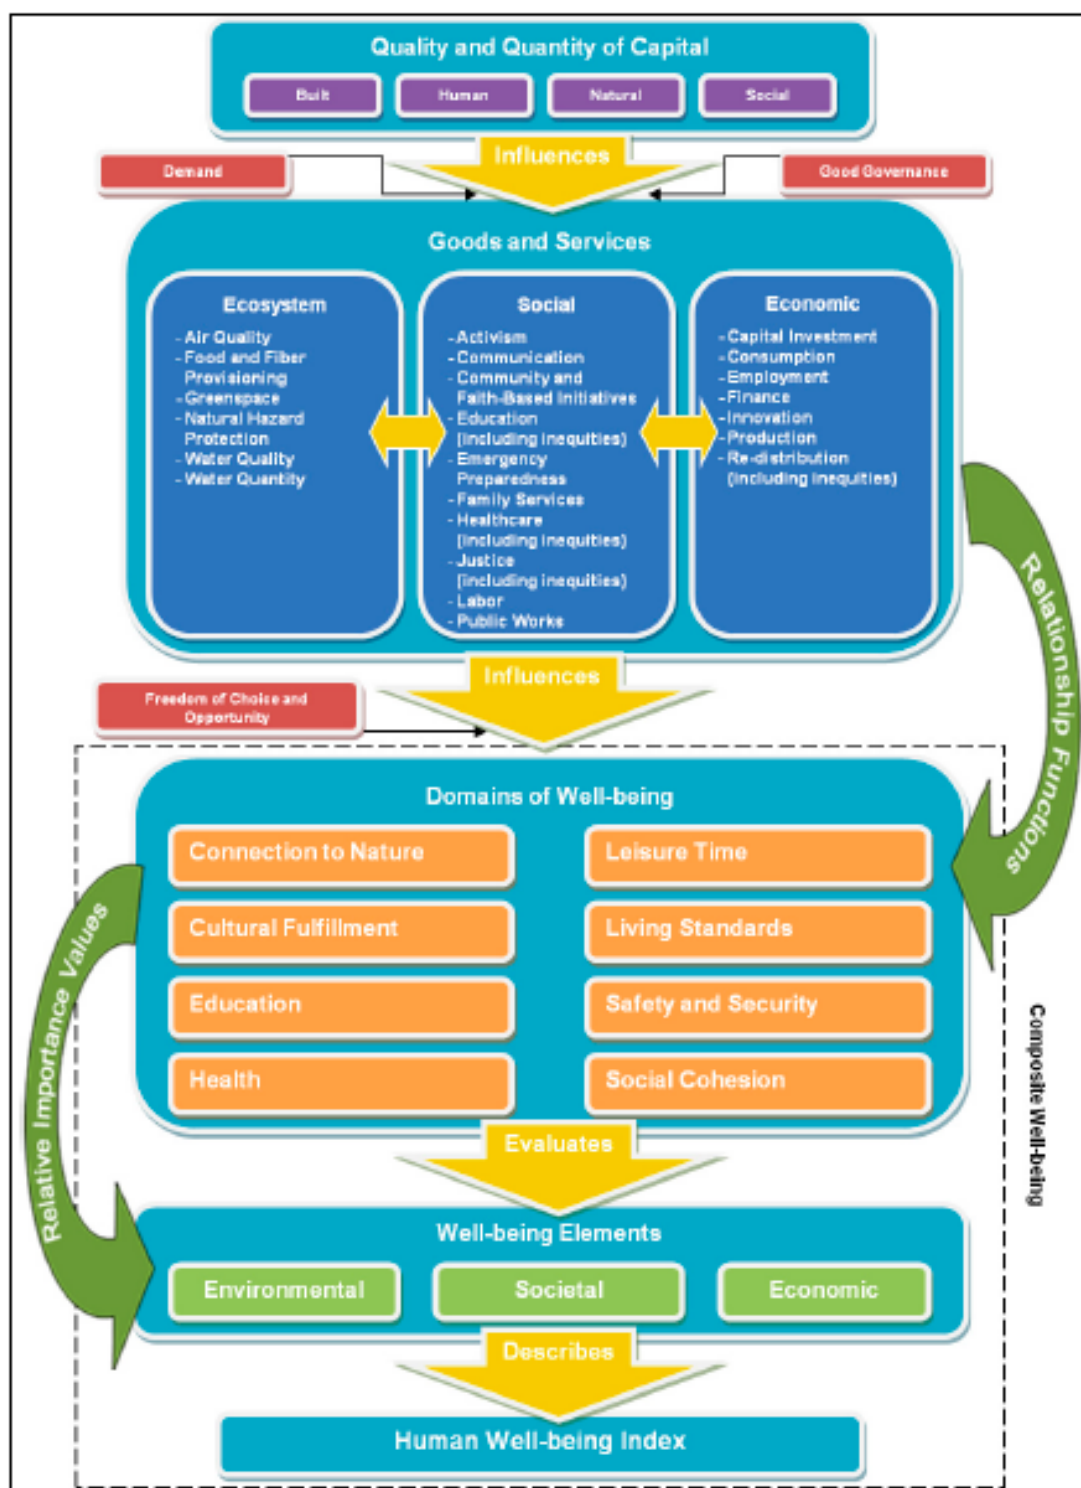 Quality and Quantity of Capital
Built
Human
Natural
Social
Influences
Demand
Good Governance
Goods and Services
Ecosystem
- Air Quality
- Food and Fiber
Provisioning
- Greenspace
- Natural Hazard
Protection
- Water Quality
- Water Quantity
Social
- Activism
- Communication
- Community and
Faith-Based Initiatives
- Education
(including inequities)
- Emergency
Preparedness
- Family Services
- Healthcare
(including inequities)
- Justice
(including inequities)
- Labor
- Public Works
Economic
- Capital Investment
- Consumption
- Employment
- Finance
- Innovation
- Production
- Re-distribution
(including inequities)
Relationship Functions
Influences
Freedom of Choice and
Opportunity
Domains of Well-being
Connection to Nature
Leisure Time
Cultural Fulfillment
Living Standards
Education
Safety and Security
Health
Social Cohesion
Relative Importance Values
Composite Well-being
Evaluates
Well-being Elements
Environmental
Societal
Economic
Describes
Human Well-being Index